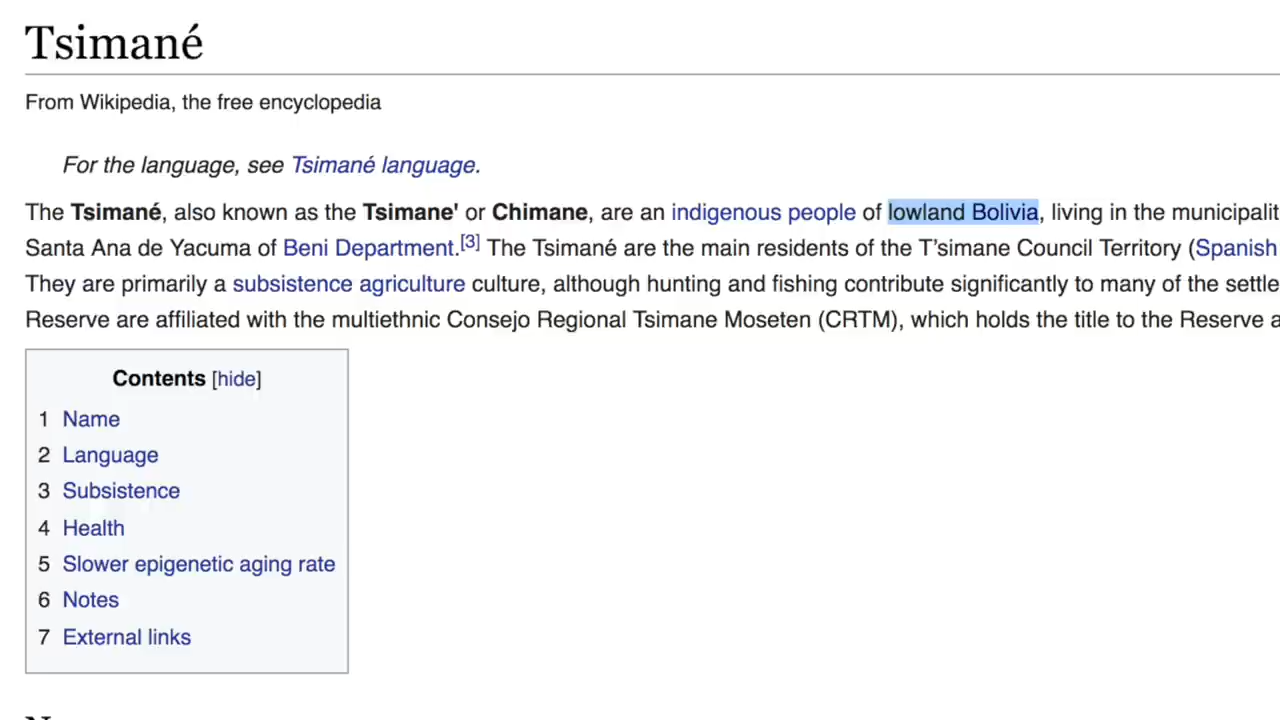 Tsimané
From Wikipedia, the free encyclopedia
For the language, see Tsimané language.
The Tsimané, also known as the Tsimane' or Chimane, are an indigenous people of lowland Bolivia, living in the
Santa Ana de Yacuma of Beni Department.[3] The Tsimané are the main residents of the T'simane Council Territory (Spanish
They are primarily a subsistence agriculture culture, although hunting and fishing contribute significantly to many of the
Reserve are affiliated with the multiethnic Consejo Regional Tsimane Moseten (CRTM), which holds the title to the Reserve
Contents [hide]
1 Name
2 Language
3 Subsistence
4 Health
5 Slower epigenetic aging rate
6 Notes
7 External links